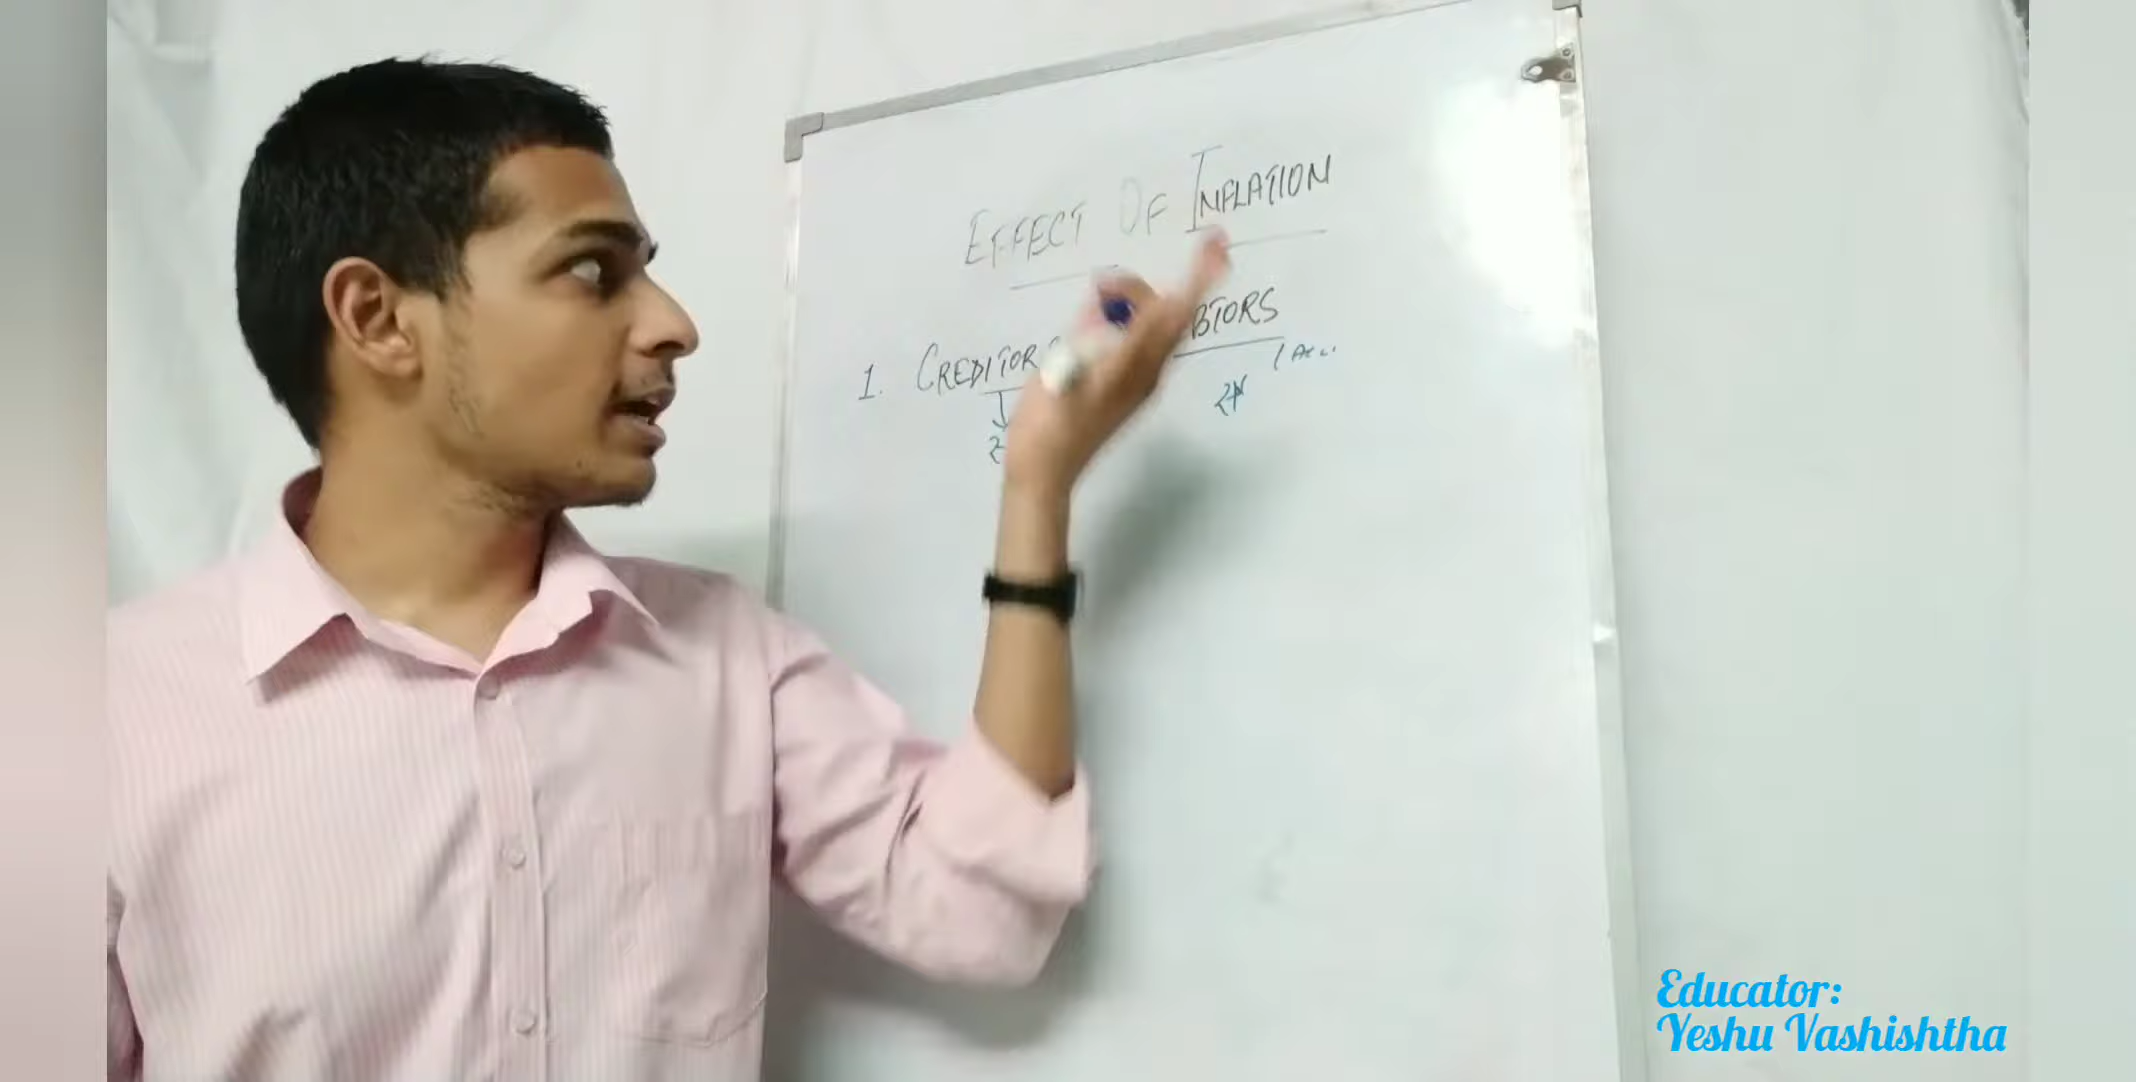 EFFECT OF INFLATION
1. CREDITOR BTORS
Educator:
Yeshu Vashishtha